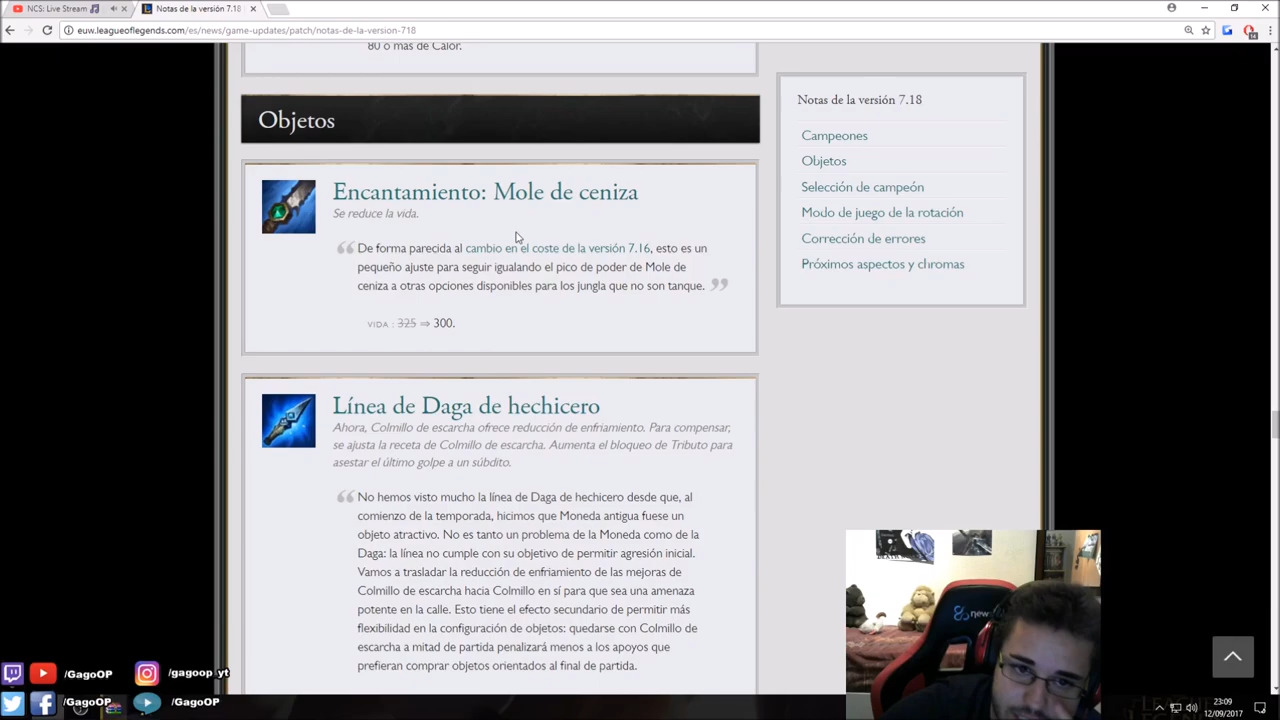 NCS: Live Stream
Notas de la versión 7.18
euw.leagueoflegends.com/es/news/game-updates/patch/notas-de-la-version-718
80 o más de Calor.
Objetos
Encantamiento: Mole de ceniza
Se reduce la vida.
De forma parecida al cambio en el coste de la versión 7.16, esto es un
pequeño ajuste para seguir igualando el pico de poder de Mole de
ceniza a otras opciones disponibles para los jungla que no son tanque.
VIDA : 325 ⇒ 300.
Línea de Daga de hechicero
Ahora, Colmillo de escarcha ofrece reducción de enfriamiento. Para compensar,
se ajusta la receta de Colmillo de escarcha. Aumenta el bloqueo de Tributo para
asestar el último golpe a un súbdito.
No hemos visto mucho la línea de Daga de hechicero desde que, al
comienzo de la temporada, hicimos que Moneda antigua fuese un
objeto atractivo. No es tanto un problema de la Moneda como de la
Daga: la línea no cumple con su objetivo de permitir agresión inicial.
Vamos a trasladar la reducción de enfriamiento de las mejoras de
Colmillo de escarcha hacia Colmillo en sí para que sea una amenaza
potente en la calle. Esto tiene el efecto secundario de permitir más
flexibilidad en la configuración de objetos: quedarse con Colmillo de
escarcha a mitad de partida penalizará menos a los apoyos que
prefieran comprar objetos orientados al final de partida.
Notas de la versión 7.18
Campeones
Objetos
Selección de campeón
Modo de juego de la rotación
Corrección de errores
Próximos aspectos y chromas
new
/GagoOP
/gagoop_yt
/GagoOP
/GagoOP
23:09
12/09/2017